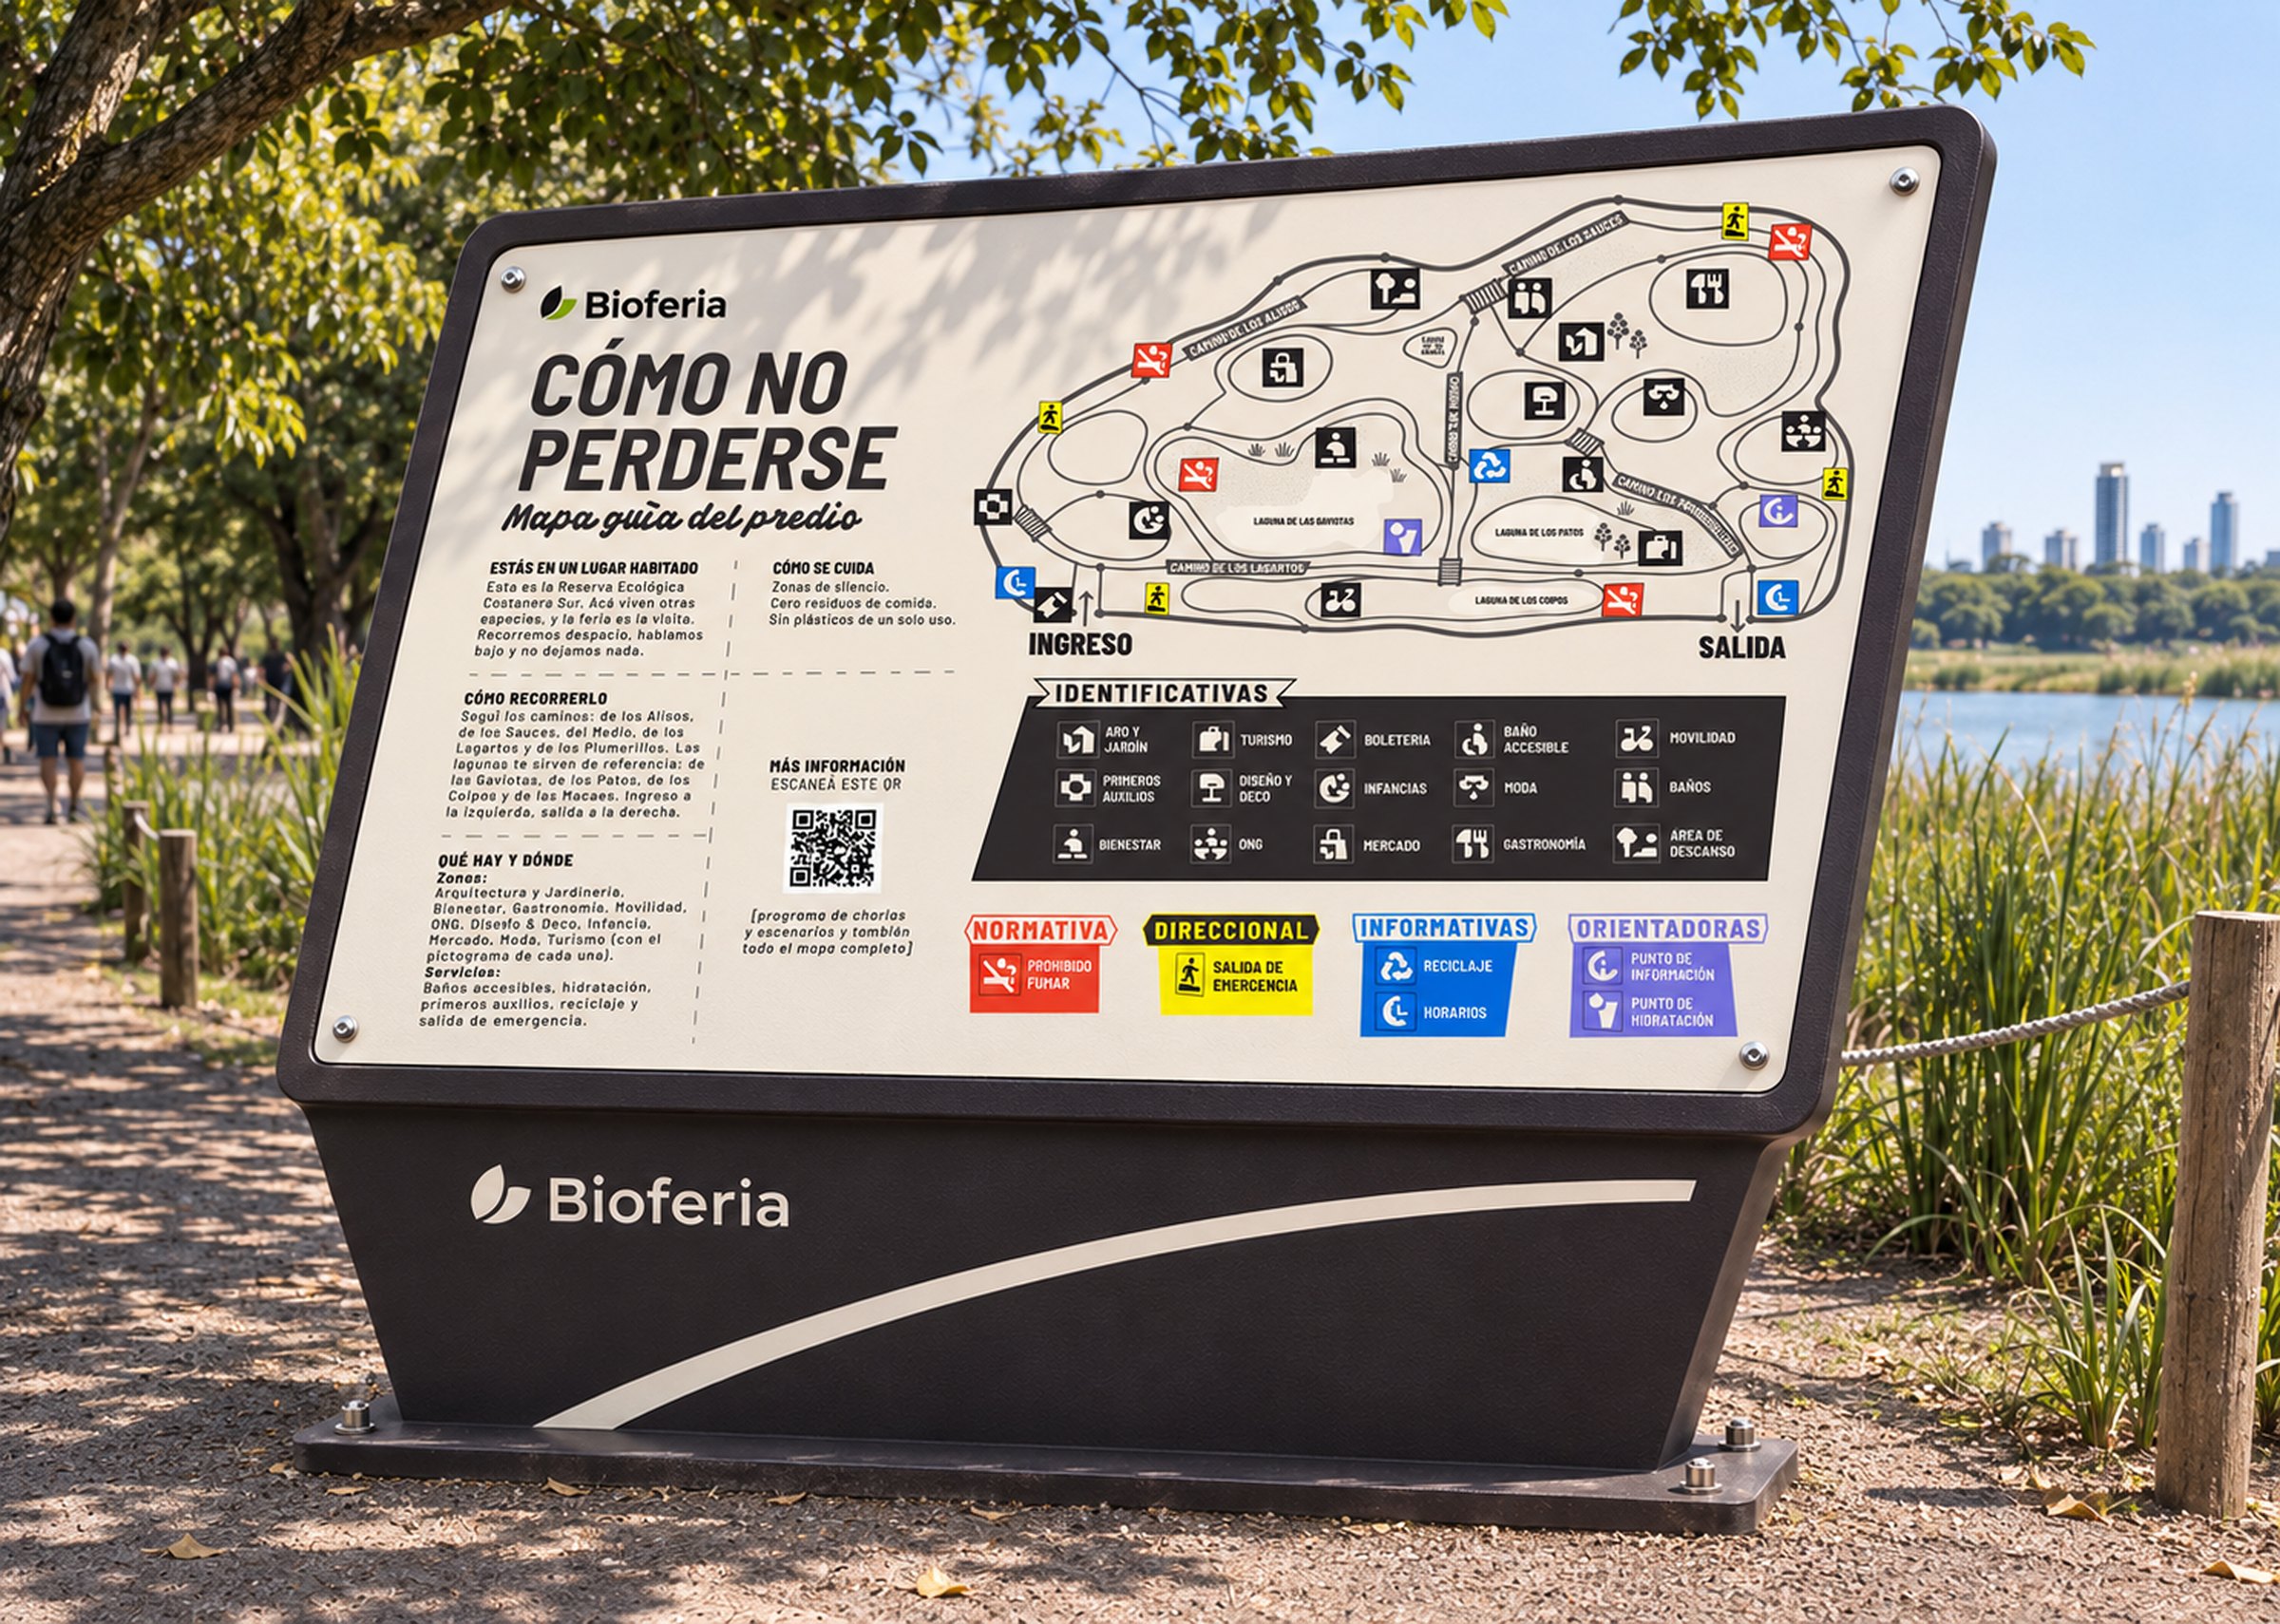 Bioferia
CÓMO NO
PERDERSE
Mapa guìa del predio
ESTÁS EN UN LUGAR HABITADO
Esta es la Reserva Ecológica
Costanera Sur. Acá viven otras
especies, y la feria es la visita.
Recorremos despacio, hablamos
bajo y no dejamos nada.
CÓMO SE CUIDA
Zonas de silencio.
Cero residuos de comida.
Sin plásticos de un solo uso.
CÓMO RECORRERLO
Seguí los caminos: de los Alisos,
de los Sauces, del Medio, de los
Lagartos y de los Plumerillos. Las
lagunas te sirven de referencia: de
las Gaviotas, de los Patos, de los
Coipos y de las Macaes. Ingreso a
la izquierda, salida a la derecha.
QUÉ HAY Y DÓNDE
Zonas:
Arquitectura y Jardinería,
Bienestar, Gastronomía, Movilidad,
ONG, Diseño & Deco, Infancia,
Mercado, Moda, Turismo (con el
pictograma de cada una).
Servicios:
Baños accesibles, hidratación,
primeros auxilios, reciclaje y
salida de emergencia.
MÁS INFORMACIÓN
ESCANEÁ ESTE QR
[programa de charlas
y escenarios y también
todo el mapa completo]
CAMINO DE LOS SAUCES
CAMINO DE LOS ALISOS
LAGUNA DE LAS GAVIOTAS
LAGUNA DE LOS PATOS
CAMINO DE LOS LAGARTOS
LAGUNA DE LOS COIPOS
INGRESO
SALIDA
IDENTIFICATIVAS
ARO Y
JARDÍN
TURISMO
BOLETERIA
BAÑO
ACCESIBLE
MOVILIDAD
PRIMEROS
AUXILIOS
DISEÑO Y
DECO
INFANCIAS
MODA
BAÑOS
BIENESTAR
ONG
MERCADO
GASTRONOMÍA
ÁREA DE
DESCANSO
NORMATIVA
PROHIBIDO
FUMAR
DIRECCIONAL
SALIDA DE
EMERGENCIA
INFORMATIVAS
RECICLAJE
HORARIOS
ORIENTADORAS
PUNTO DE
INFORMACIÓN
PUNTO DE
HIDRATACIÓN
Bioferia